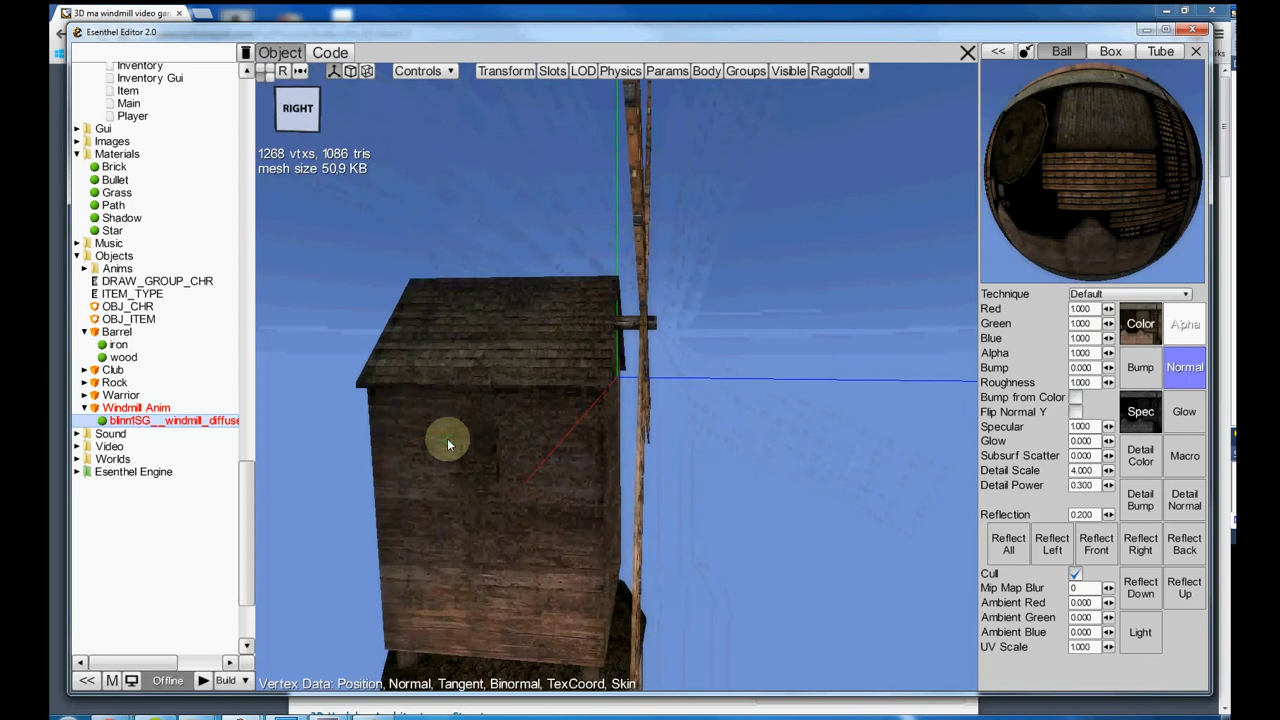 3D ma windmill video gan
Esenthel Editor 2.0
Inventory
Inventory Gui
Item
Main
Player
Gui
Images
Materials
Brick
Bullet
Grass
Path
Shadow
Star
Music
Objects
Anims
DRAW_GROUP_CHR
ITEM_TYPE
OBJ_CHR
OBJ_ITEM
Barrel
iron
wood
Club
Rock
Warrior
Windmill Anim
blinn1SG__windmill_diffuse
Sound
Video
Worlds
Esenthel Engine
<< M Offline Build
Object Code
R Controls Transform Slots LOD Physics Params Body Groups Visible Ragdoll
RIGHT
1268 vtxs, 1086 tris
mesh size 50,9 KB
Vertex Data: Position, Normal, Tangent, Binormal, TexCoord, Skin
<< Ball Box Tube
Technique Default
Red 1.000
Green 1.000
Blue 1.000
Alpha 1.000
Bump 0.000
Roughness 1.000
Bump from Color
Flip Normal Y
Specular 1.000
Glow 0.000
Subsurf Scatter 0.000
Detail Scale 4.000
Detail Power 0.300
Reflection 0.200
Color Alpha
Bump Normal
Spec Glow
Detail Color
Macro
Detail Bump
Detail Normal
Reflect All
Reflect Left
Reflect Front
Reflect Right
Reflect Back
Cull
Mip Map Blur 0
Ambient Red 0.000
Ambient Green 0.000
Ambient Blue 0.000
UV Scale 1.000
Reflect Down
Reflect Up
Light